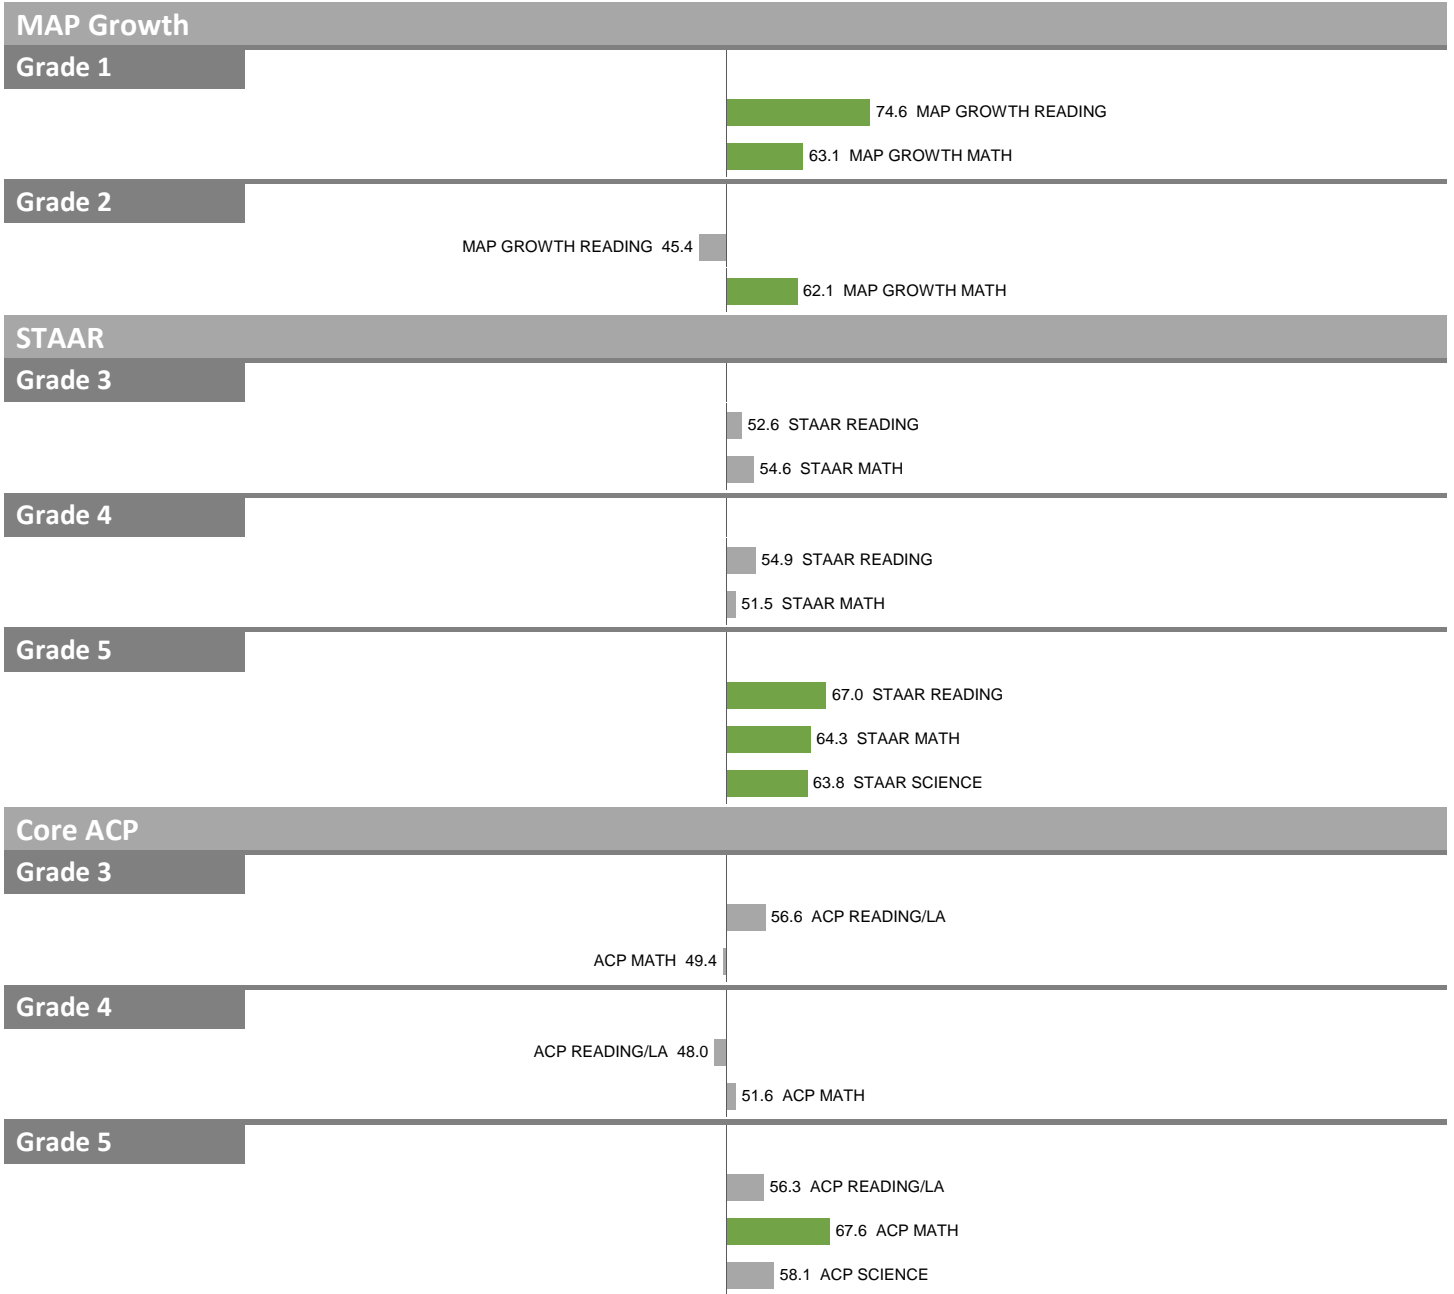 MAP Growth
Grade 1
74.6 MAP GROWTH READING
63.1 MAP GROWTH MATH
Grade 2
MAP GROWTH READING 45.4
62.1 MAP GROWTH MATH
STAAR
Grade 3
52.6 STAAR READING
54.6 STAAR MATH
Grade 4
54.9 STAAR READING
51.5 STAAR MATH
Grade 5
67.0 STAAR READING
64.3 STAAR MATH
63.8 STAAR SCIENCE
Core ACP
Grade 3
56.6 ACP READING/LA
ACP MATH 49.4
Grade 4
ACP READING/LA 48.0
51.6 ACP MATH
Grade 5
56.3 ACP READING/LA
67.6 ACP MATH
58.1 ACP SCIENCE